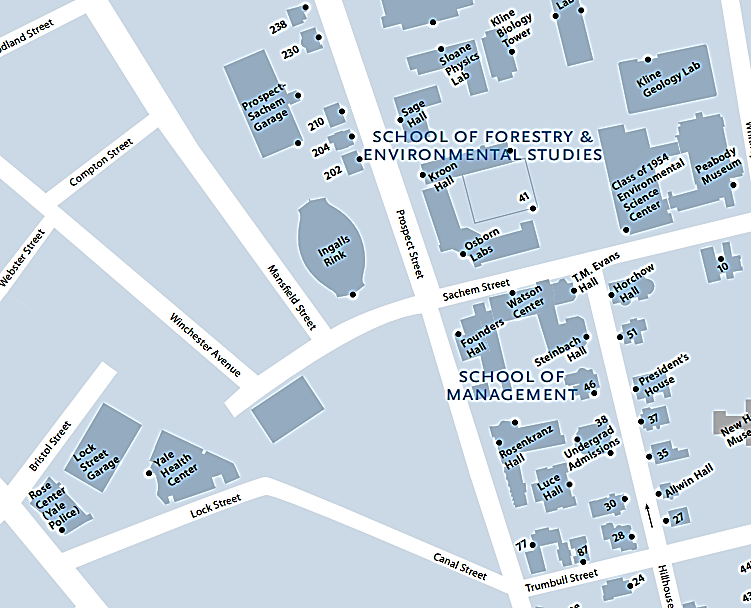 238
230
Prospect-
Sachem
Garage
210
204
202
Kline
Biology
Tower
Sloane
Physics
Lab
Lab
Kline
Geology Lab
Sage
Hall
SCHOOL OF FORESTRY &
ENVIRONMENTAL STUDIES
Kroon
Hall
41
Osborn
Labs
Class of 1954
Environmental
Science
Center
Peabody
Museum
Compton Street
Webster Street
Winchester Avenue
Mansfield Street
Ingalls
Rink
Prospect Street
Sachem Street
T.M. Evans
Hall
Horchow
Hall
10
Watson
Center
Founders
Hall
Steinbach
Hall
51
SCHOOL OF
MANAGEMENT
46
President's
House
37
38
Undergrad
Admissions
Rosenkranz
Hall
35
Luce
Hall
Allwin Hall
30
27
28
77
87
24
Trumbull Street
Canal Street
Lock Street
Bristol Street
Lock
Street
Garage
Yale
Health
Center
Rose
Center
(Yale
Police)
New H
Muse
Hillhouse
44